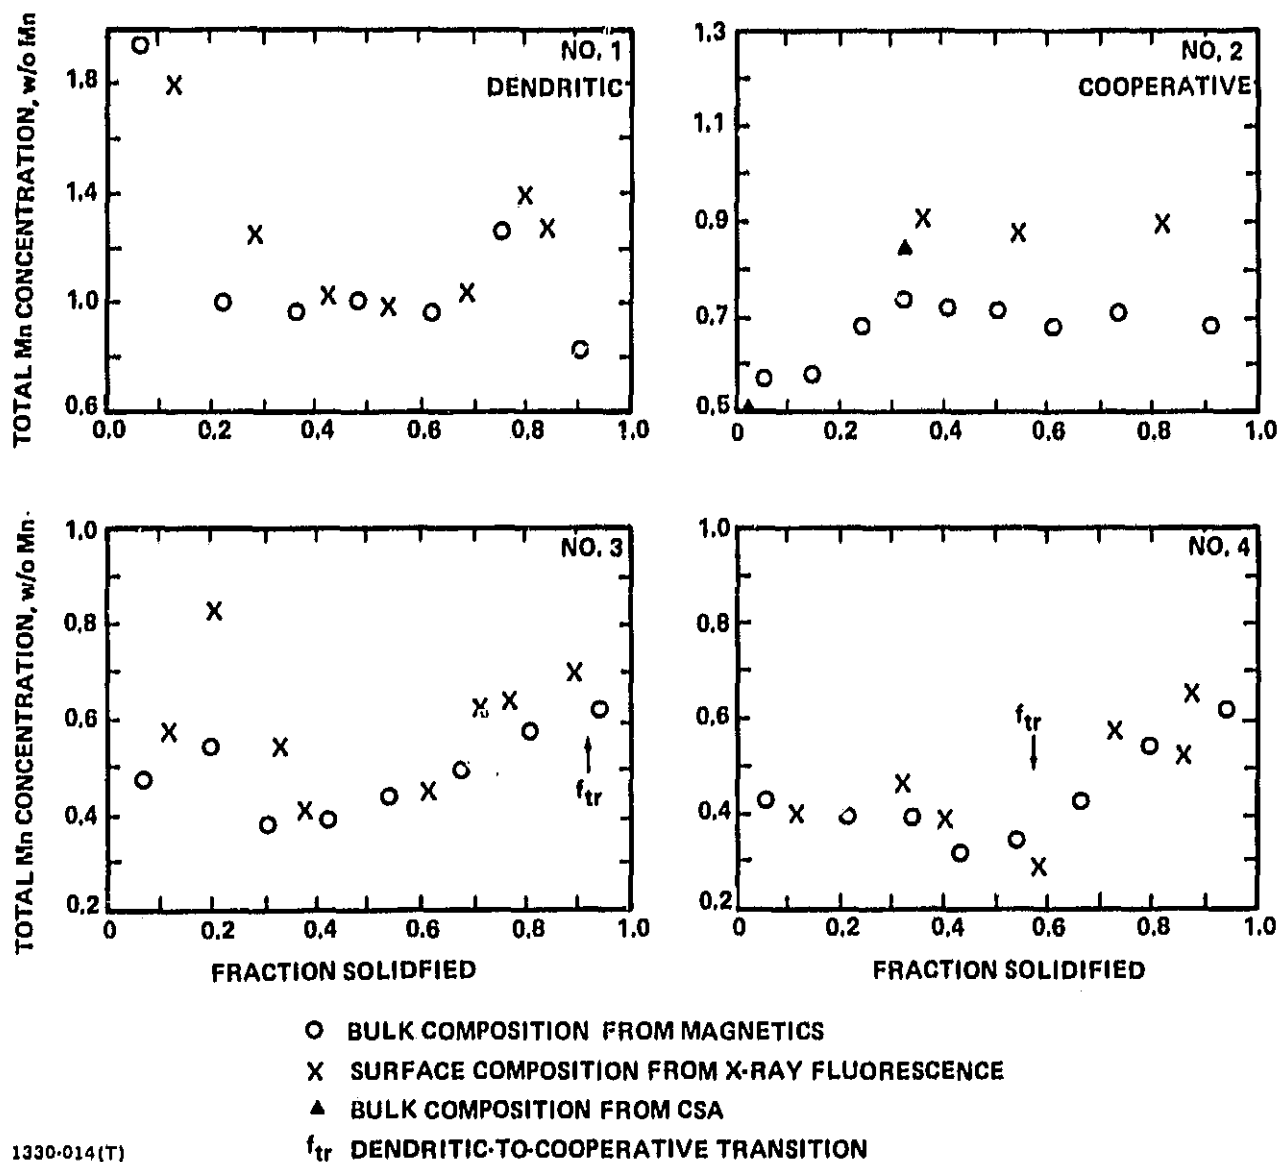 TOTAL Mn CONCENTRATION, w/o Mn
1.8
1.4
1.0
0.6
NO. 1
DENDRITIC
0.0 0.2 0.4 0.6 0.8 1.0
1.3
1.1
0.9
0.7
0.5
NO. 2
COOPERATIVE
0 0.2 0.4 0.6 0.8 1.0
TOTAL Mn CONCENTRATION, w/o Mn.
1.0
0.8
0.6
0.4
0.2
NO. 3
ftr
0.0 0.2 0.4 0.6 0.8 1.0
FRACTION SOLIDFIED
1.0
0.8
0.6
0.4
0.2
NO. 4
ftr
0 0.2 0.4 0.6 0.8 1.0
FRACTION SOLIDIFIED
O BULK COMPOSITION FROM MAGNETICS
X SURFACE COMPOSITION FROM X-RAY FLUORESCENCE
▲ BULK COMPOSITION FROM CSA
ftr DENDRITIC-TO-COOPERATIVE TRANSITION
1330-014(T)